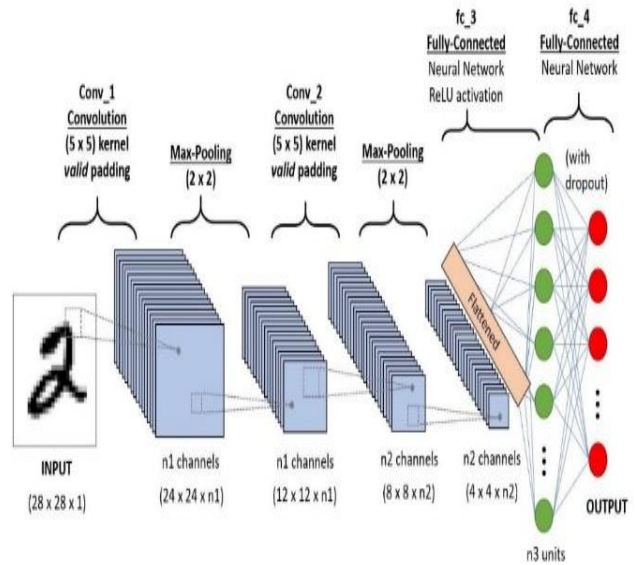 fc_3
Fully-Connected
Neural Network
ReLU activation
fc_4
Fully-Connected
Neural Network
Conv_1
Convolution
(5 x 5) kernel
valid padding
Max-Pooling
(2 x 2)
Conv_2
Convolution
(5 x 5) kernel
valid padding
Max-Pooling
(2 x 2)
(with
dropout)
Flattened
2
INPUT
(28 x 28 x 1)
n1 channels
(24 x 24 x n1)
n1 channels
(12 x 12 x n1)
n2 channels
(8 x 8 x n2)
n2 channels
(4 x 4 x n2)
OUTPUT
n3 units